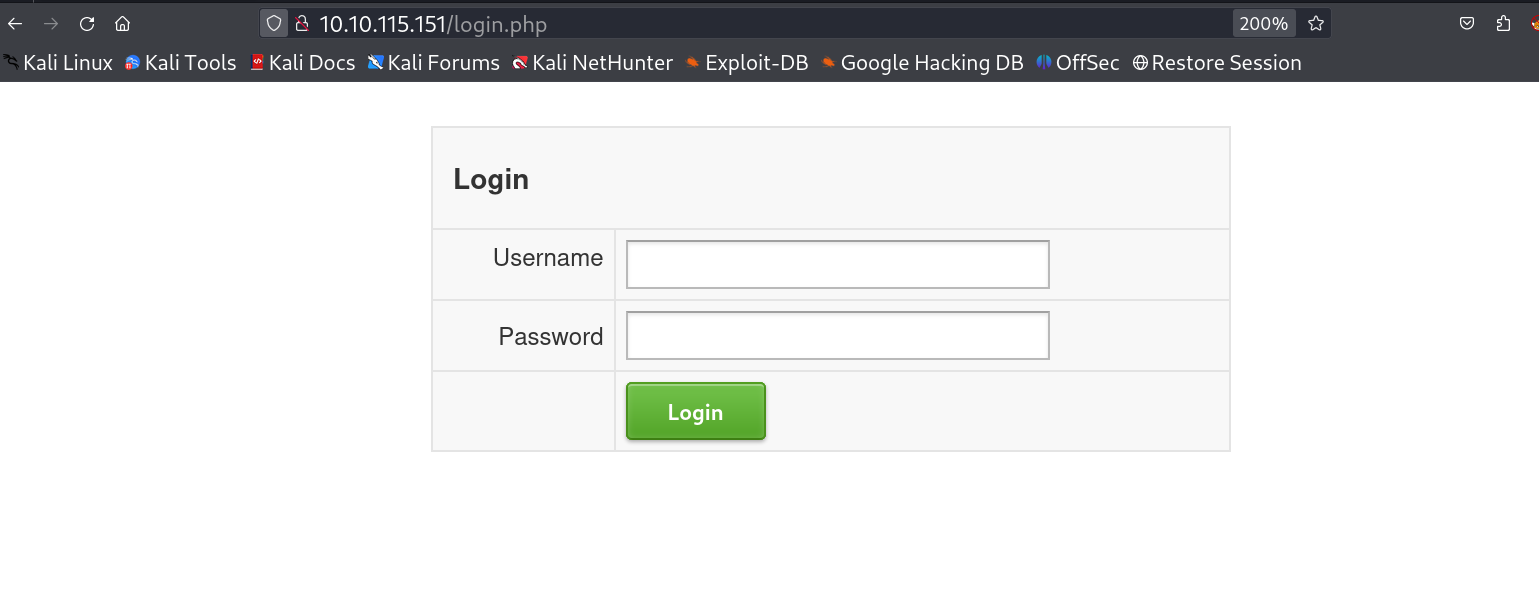 10.10.115.151/login.php 200%
Kali Linux Kali Tools Kali Docs Kali Forums Kali NetHunter Exploit-DB Google Hacking DB OffSec Restore Session
Login
Username
Password
Login